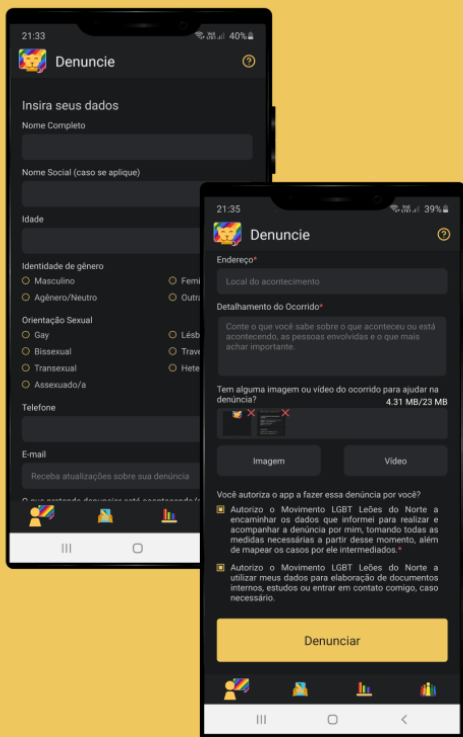 21:33
40%
Denuncie
Insira seus dados
Nome Completo
Nome Social (caso se aplique)
Idade
Identidade de gênero
Masculino
Agênero/Neutro
Orientação Sexual
Gay
Bissexual
Transexual
Assexuado/a
Telefone
E-mail
Receba atualizações sobre sua denúncia
21:35
39%
Denuncie
Endereço*
Local do acontecimento
Detalhamento do Ocorrido*
Conte o que você sabe sobre o que aconteceu ou está
acontecendo, as pessoas envolvidas e o que mais
achar importante.
Tem alguma imagem ou vídeo do ocorrido para ajudar na
denúncia?
4.31 MB/23 MB
Imagem
Vídeo
Você autoriza o app a fazer essa denúncia por você?
Autorizo o Movimento LGBT Leões do Norte a
encaminhar os dados que informei para realizar e
acompanhar a denúncia por mim, tomando todas as
medidas necessárias a partir desse momento, além
de mapear os casos por ele intermediados.*
Autorizo o Movimento LGBT Leões do Norte a
utilizar meus dados para elaboração de documentos
internos, estudos ou entrar em contato comigo, caso
necessário.
Denunciar